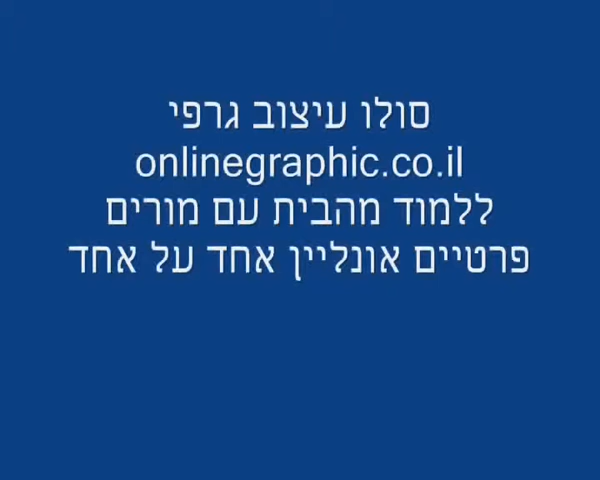 סולו עיצוב גרפי
onlinegraphic.co.il
ללמוד מהבית עם מורים
פרטיים אונליין אחד על אחד